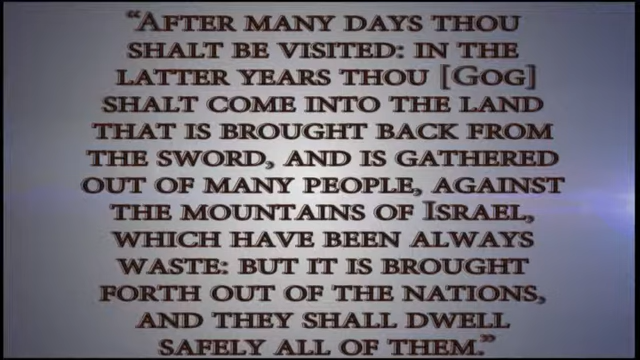 “After many days thou
shalt be visited: in the
latter years thou [Gog]
shalt come into the land
that is brought back from
the sword, and is gathered
out of many people, against
the mountains of Israel,
which have been always
waste: but it is brought
forth out of the nations,
and they shall dwell
safely all of them.”